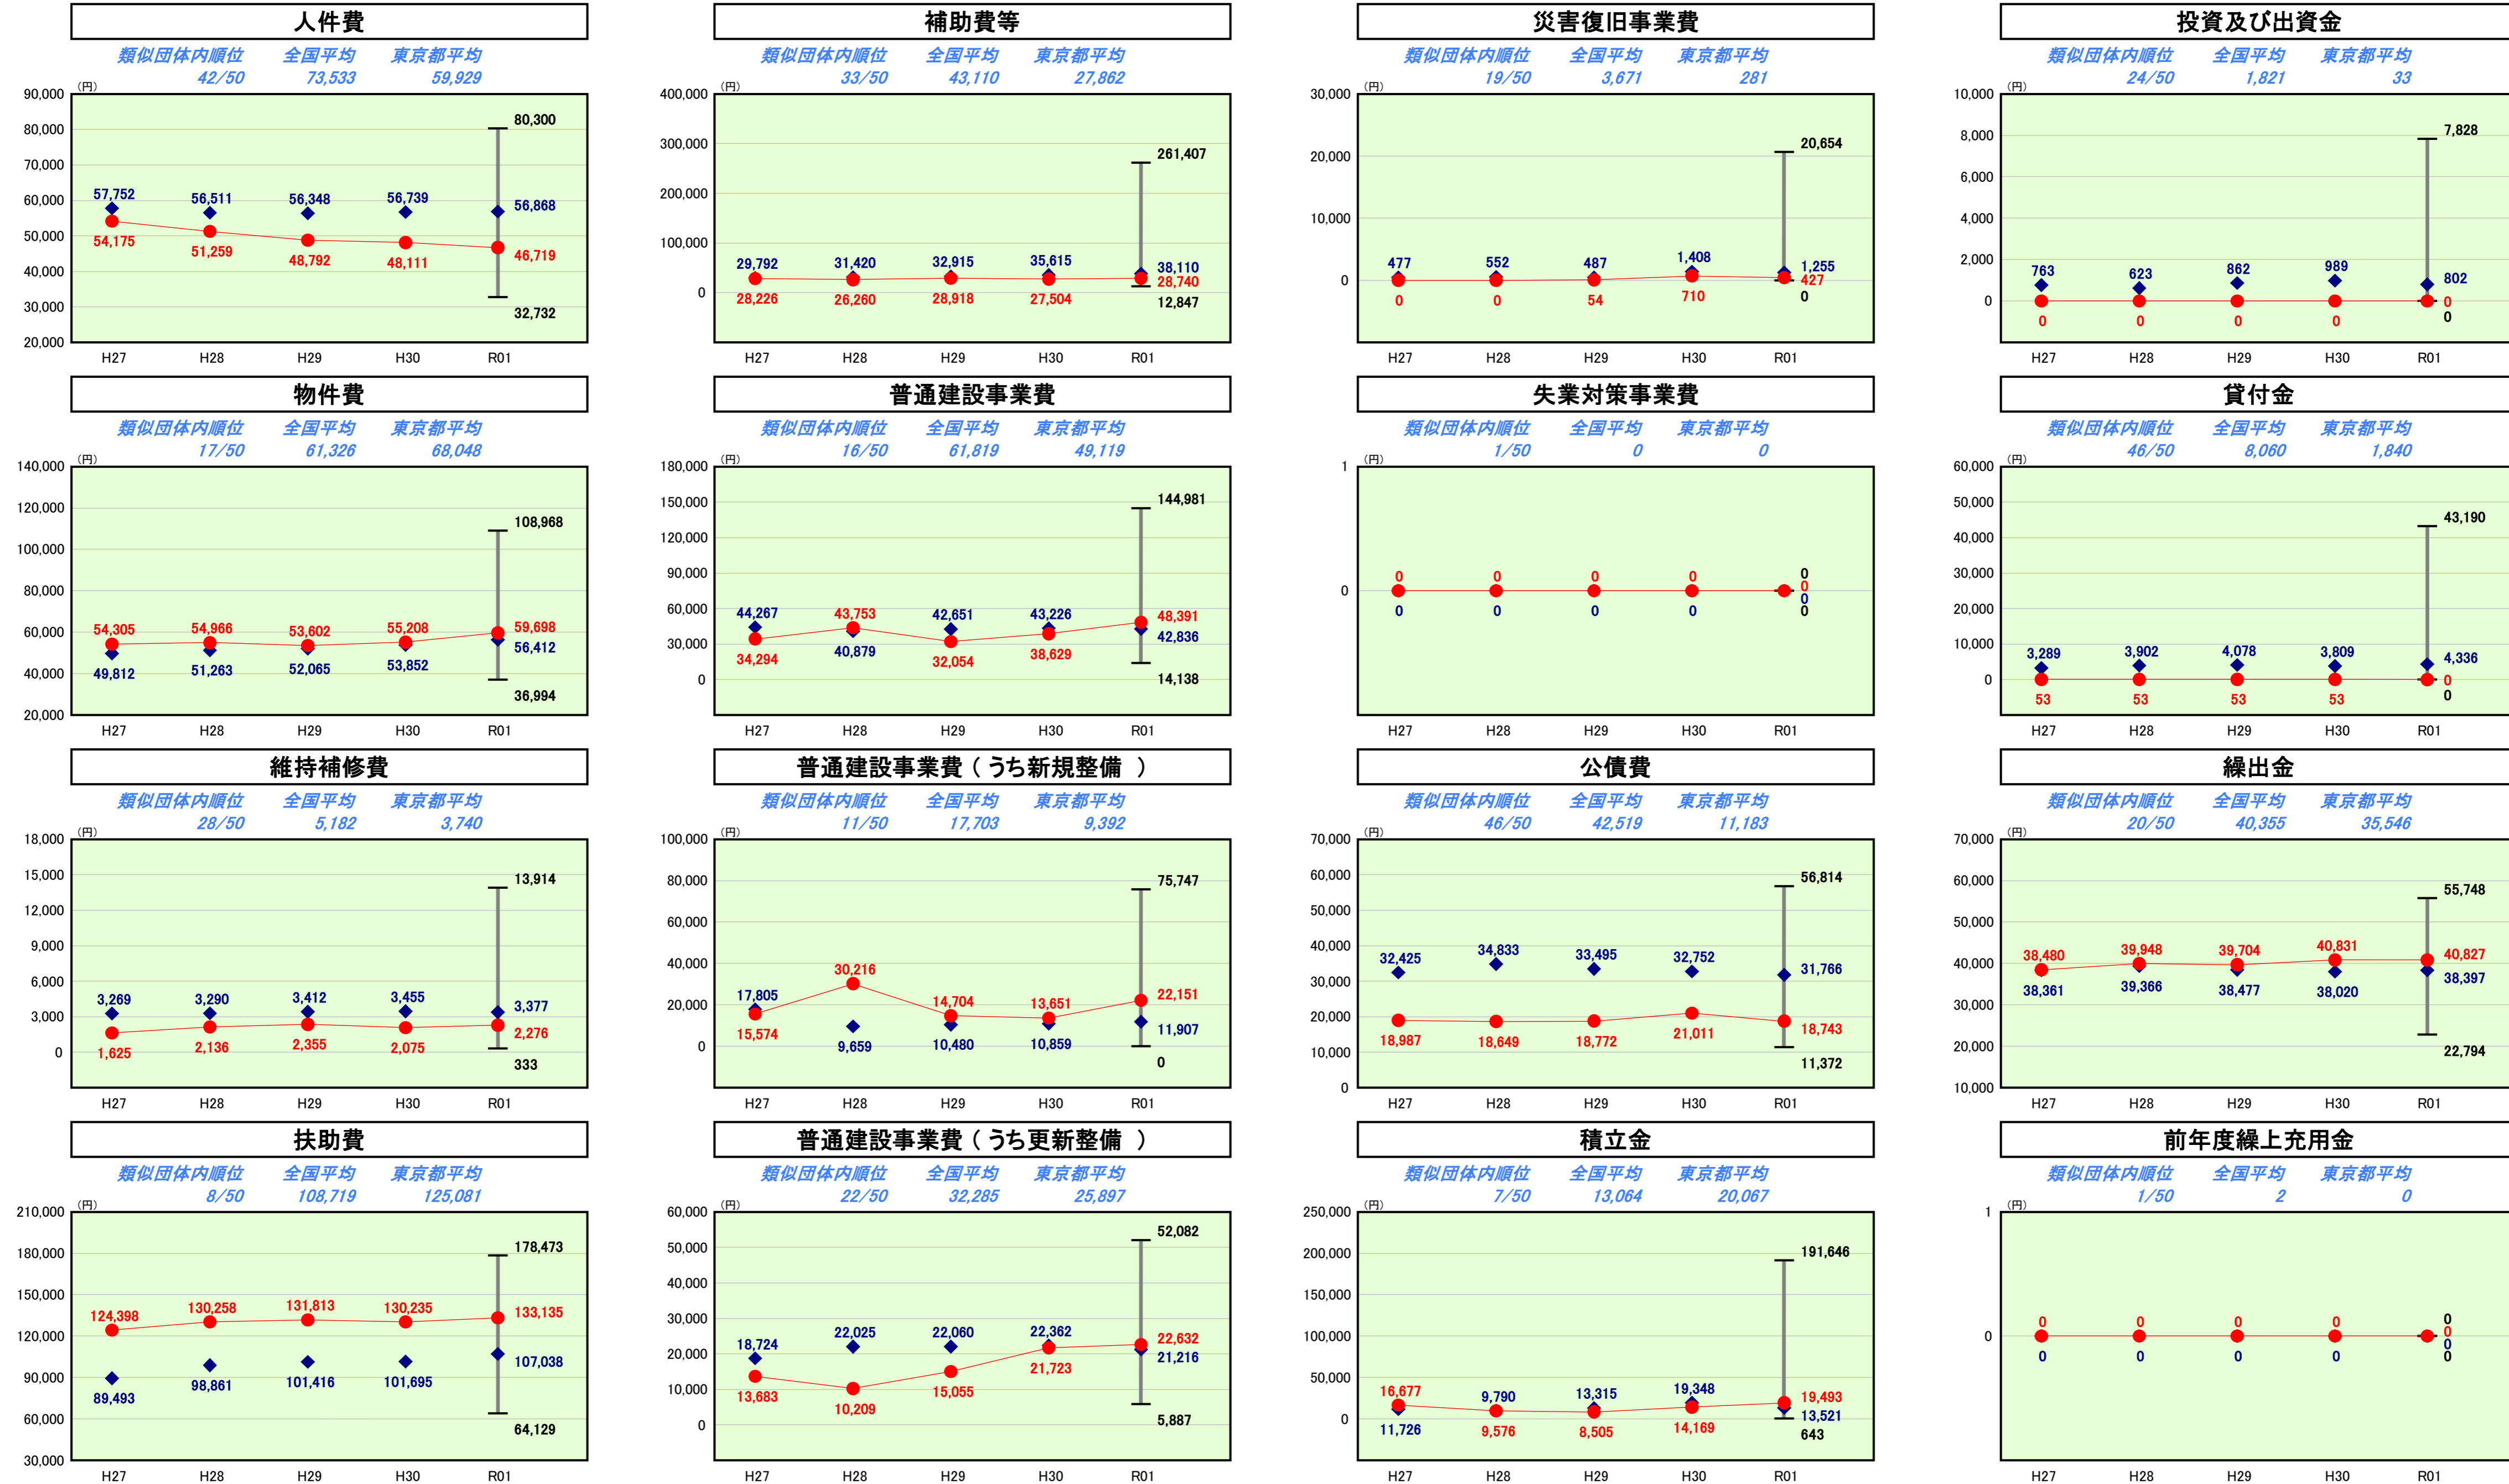 人件費
類似団体内順位 全国平均 東京都平均
42/50 73,533 59,929
(円)
90,000
80,000
70,000
60,000
50,000
40,000
30,000
20,000
80,300
57,752 56,511 56,348 56,739 56,868
54,175 51,259 48,792 48,111 46,719
32,732
H27 H28 H29 H30 R01
補助費等
類似団体内順位 全国平均 東京都平均
33/50 43,110 27,862
(円)
400,000
300,000
200,000
100,000
0
261,407
29,792 31,420 32,915 35,615 38,110
28,226 26,260 28,918 27,504 28,740
12,847
H27 H28 H29 H30 R01
災害復旧事業費
類似団体内順位 全国平均 東京都平均
19/50 3,671 281
(円)
30,000
20,000
10,000
0
20,654
477 552 487 1,408 1,255
0 0 54 710 427
0
H27 H28 H29 H30 R01
投資及び出資金
類似団体内順位 全国平均 東京都平均
24/50 1,821 33
(円)
10,000
8,000
6,000
4,000
2,000
0
7,828
763 623 862 989 802
0 0 0 0 0
0
H27 H28 H29 H30 R01
物件費
類似団体内順位 全国平均 東京都平均
17/50 61,326 68,048
(円)
140,000
120,000
100,000
80,000
60,000
40,000
20,000
108,968
54,305 54,966 53,602 55,208 59,698
49,812 51,263 52,065 53,852 56,412
36,994
H27 H28 H29 H30 R01
普通建設事業費
類似団体内順位 全国平均 東京都平均
16/50 61,819 49,119
(円)
180,000
150,000
120,000
90,000
60,000
30,000
0
144,981
44,267 43,753 42,651 43,226 48,391
34,294 40,879 32,054 38,629 42,836
14,138
H27 H28 H29 H30 R01
失業対策事業費
類似団体内順位 全国平均 東京都平均
1/50 0 0
(円)
1
0
0
0 0 0 0 0
0 0 0 0 0
0
H27 H28 H29 H30 R01
貸付金
類似団体内順位 全国平均 東京都平均
46/50 8,060 1,840
(円)
60,000
50,000
40,000
30,000
20,000
10,000
0
43,190
3,289 3,902 4,078 3,809 4,336
53 53 53 53 0
0
H27 H28 H29 H30 R01
維持補修費
類似団体内順位 全国平均 東京都平均
28/50 5,182 3,740
(円)
18,000
15,000
12,000
9,000
6,000
3,000
0
13,914
3,269 3,290 3,412 3,455 3,377
1,625 2,136 2,355 2,075 2,276
333
H27 H28 H29 H30 R01
普通建設事業費 ( うち新規整備 )
類似団体内順位 全国平均 東京都平均
11/50 17,703 9,392
(円)
100,000
80,000
60,000
40,000
20,000
0
75,747
17,805 30,216 14,704 13,651 22,151
15,574 9,659 10,480 10,859 11,907
0
H27 H28 H29 H30 R01
公債費
類似団体内順位 全国平均 東京都平均
46/50 42,519 11,183
(円)
70,000
60,000
50,000
40,000
30,000
20,000
10,000
0
56,814
32,425 34,833 33,495 32,752 31,766
18,987 18,649 18,772 21,011 18,743
11,372
H27 H28 H29 H30 R01
繰出金
類似団体内順位 全国平均 東京都平均
20/50 40,355 35,546
(円)
70,000
60,000
50,000
40,000
30,000
20,000
10,000
55,748
38,480 39,948 39,704 40,831 40,827
38,361 39,366 38,477 38,020 38,397
22,794
H27 H28 H29 H30 R01
扶助費
類似団体内順位 全国平均 東京都平均
8/50 108,719 125,081
(円)
210,000
180,000
150,000
120,000
90,000
60,000
30,000
178,473
124,398 130,258 131,813 130,235 133,135
89,493 98,861 101,416 101,695 107,038
64,129
H27 H28 H29 H30 R01
普通建設事業費 ( うち更新整備 )
類似団体内順位 全国平均 東京都平均
22/50 32,285 25,897
(円)
60,000
50,000
40,000
30,000
20,000
10,000
0
52,082
18,724 22,025 22,060 22,362 22,632
13,683 10,209 15,055 21,723 21,216
5,887
H27 H28 H29 H30 R01
積立金
類似団体内順位 全国平均 東京都平均
7/50 13,064 20,067
(円)
250,000
200,000
150,000
100,000
50,000
0
191,646
16,677 9,790 13,315 19,348 19,493
11,726 9,576 8,505 14,169 13,521
643
H27 H28 H29 H30 R01
前年度繰上充用金
類似団体内順位 全国平均 東京都平均
1/50 2 0
(円)
1
0
0
0 0 0 0 0
0 0 0 0 0
0
H27 H28 H29 H30 R01